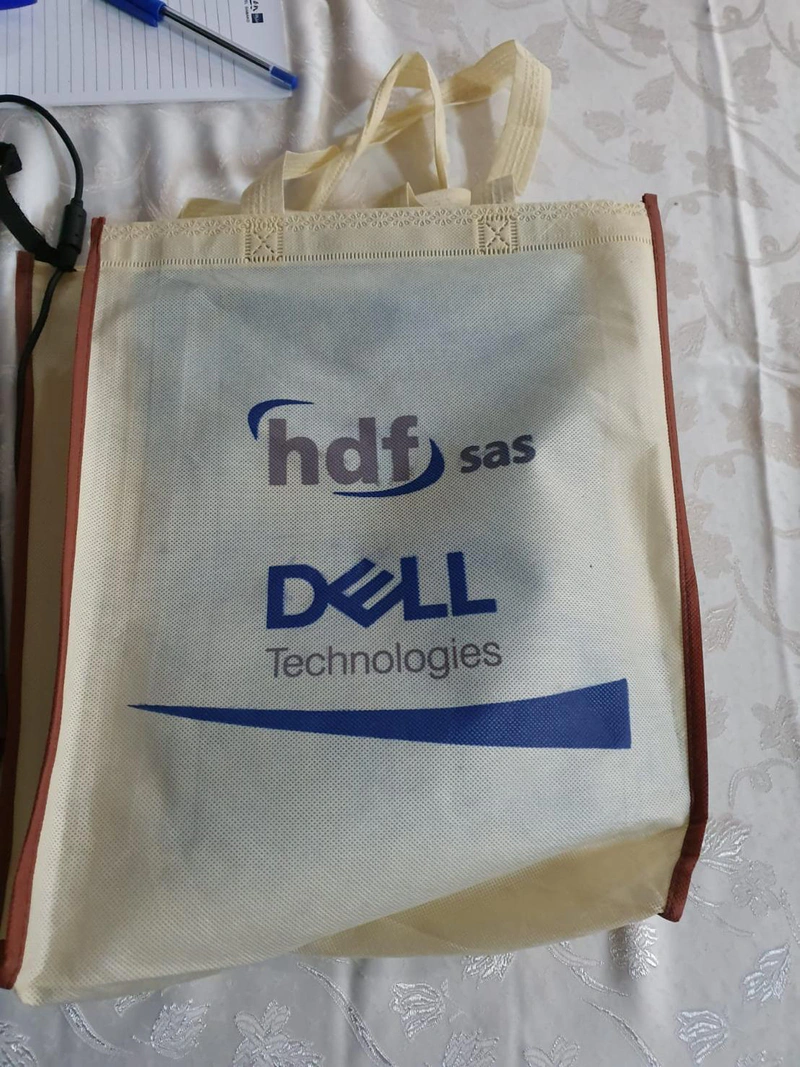 hdf sas
DELL
Technologies